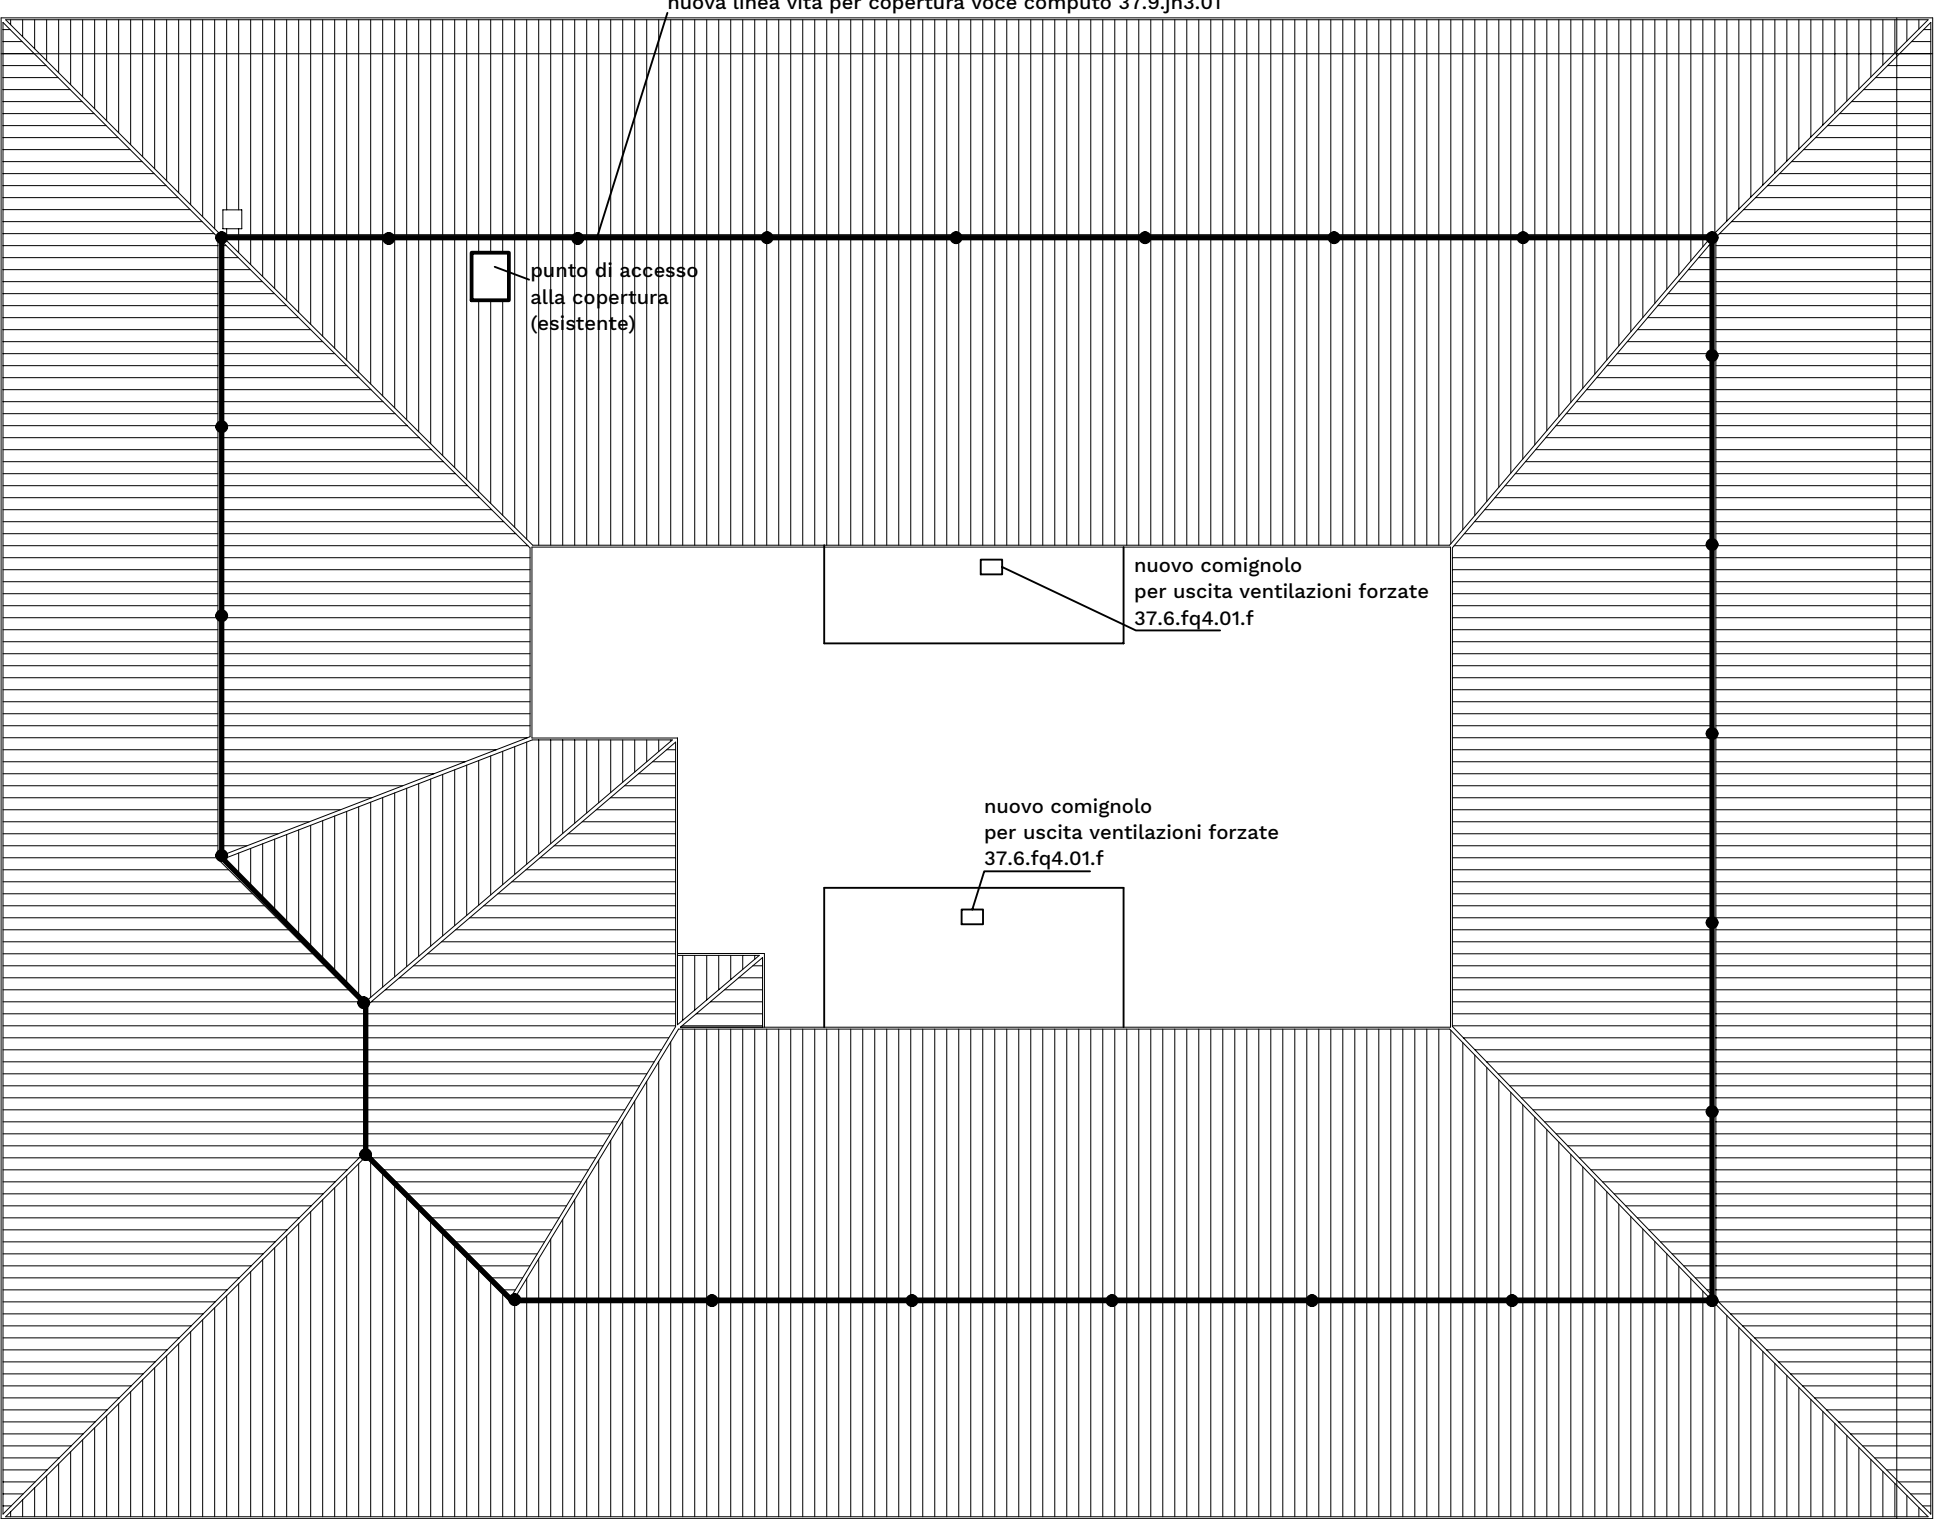 nuova linea vita per copertura voce computo 37.9.jh3.01
punto di accesso
alla copertura
(esistente)
nuovo comignolo
per uscita ventilazioni forzate
37.6.fq4.01.f
nuovo comignolo
per uscita ventilazioni forzate
37.6.fq4.01.f